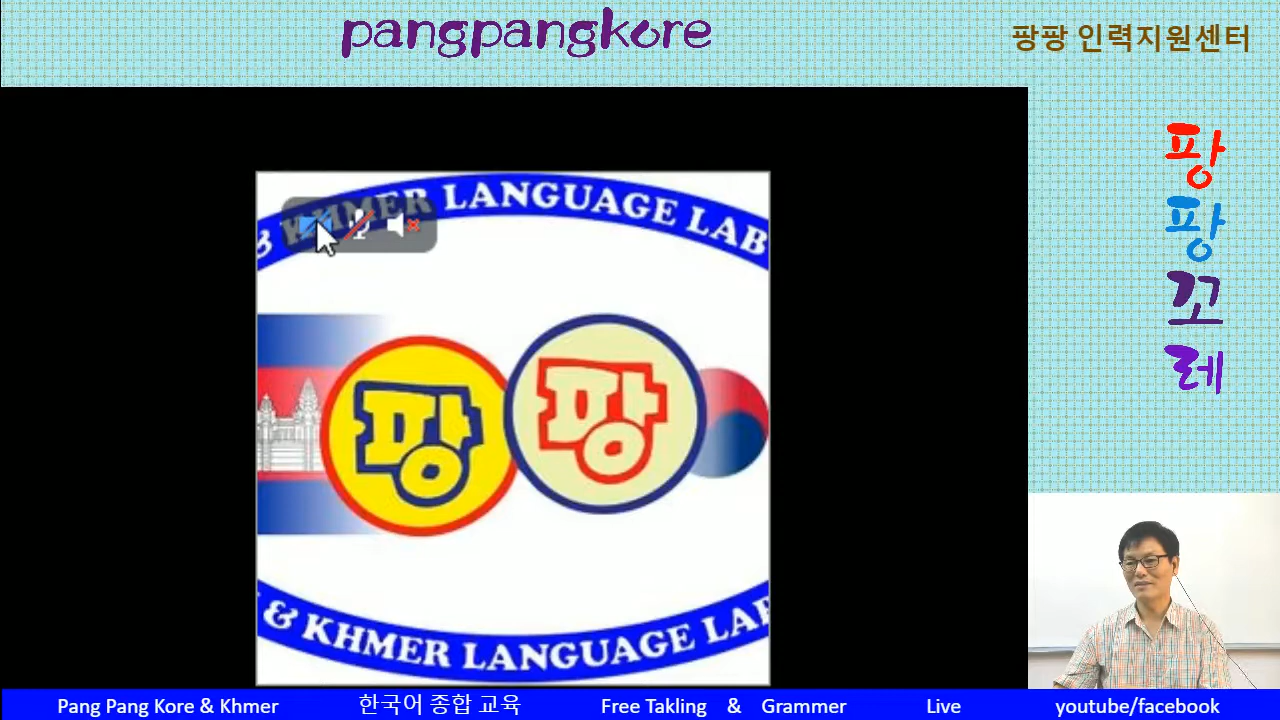 pangpangkore
팡팡 인력지원센터
팡
팡
꼬
레
& KHMER LANGUAGE LAB
팡 팡
& KHMER LANGUAGE LAB
Pang Pang Kore & Khmer 한국어 종합 교육 Free Takling & Grammer Live youtube/facebook